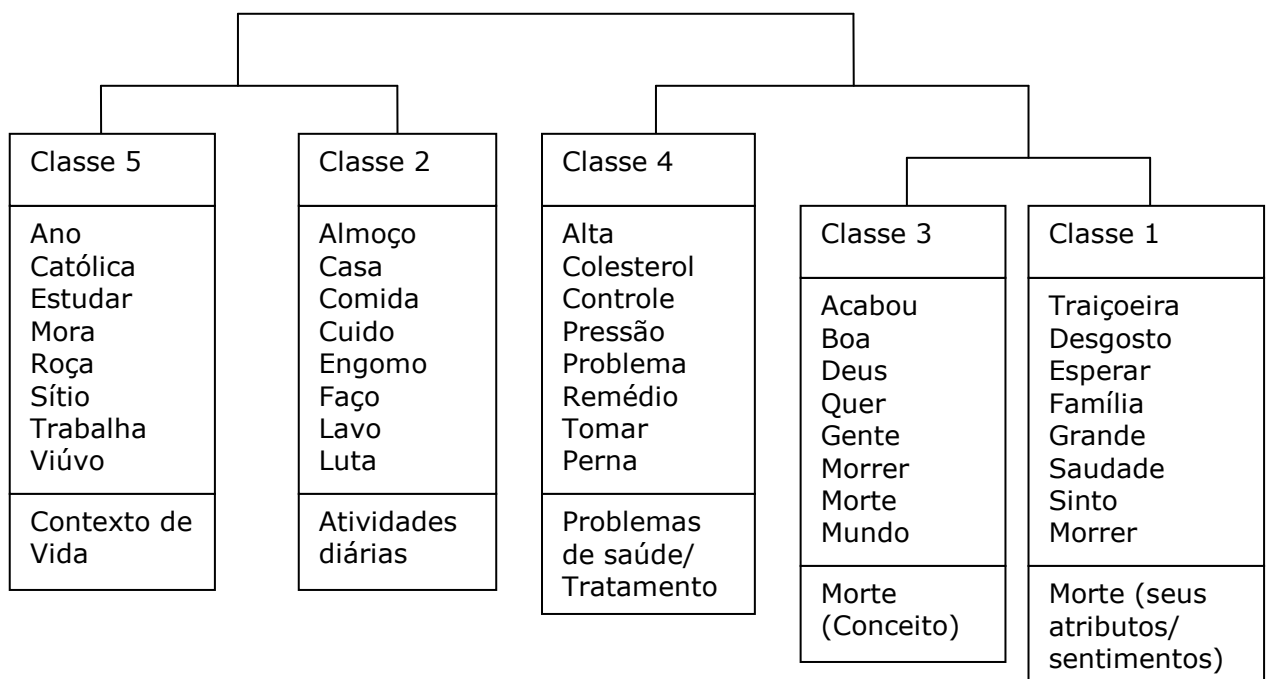 Classe 5
Ano
Católica
Estudar
Mora
Roça
Sítio
Trabalha
Viúvo
Contexto de
Vida
Classe 2
Almoço
Casa
Comida
Cuido
Engomo
Faço
Lavo
Luta
Atividades
diárias
Classe 4
Alta
Colesterol
Controle
Pressão
Problema
Remédio
Tomar
Perna
Problemas
de saúde/
Tratamento
Classe 3
Acabou
Boa
Deus
Quer
Gente
Morrer
Morte
Mundo
Morte
(Conceito)
Classe 1
Traiçoeira
Desgosto
Esperar
Família
Grande
Saudade
Sinto
Morrer
Morte (seus
atributos/
sentimentos)